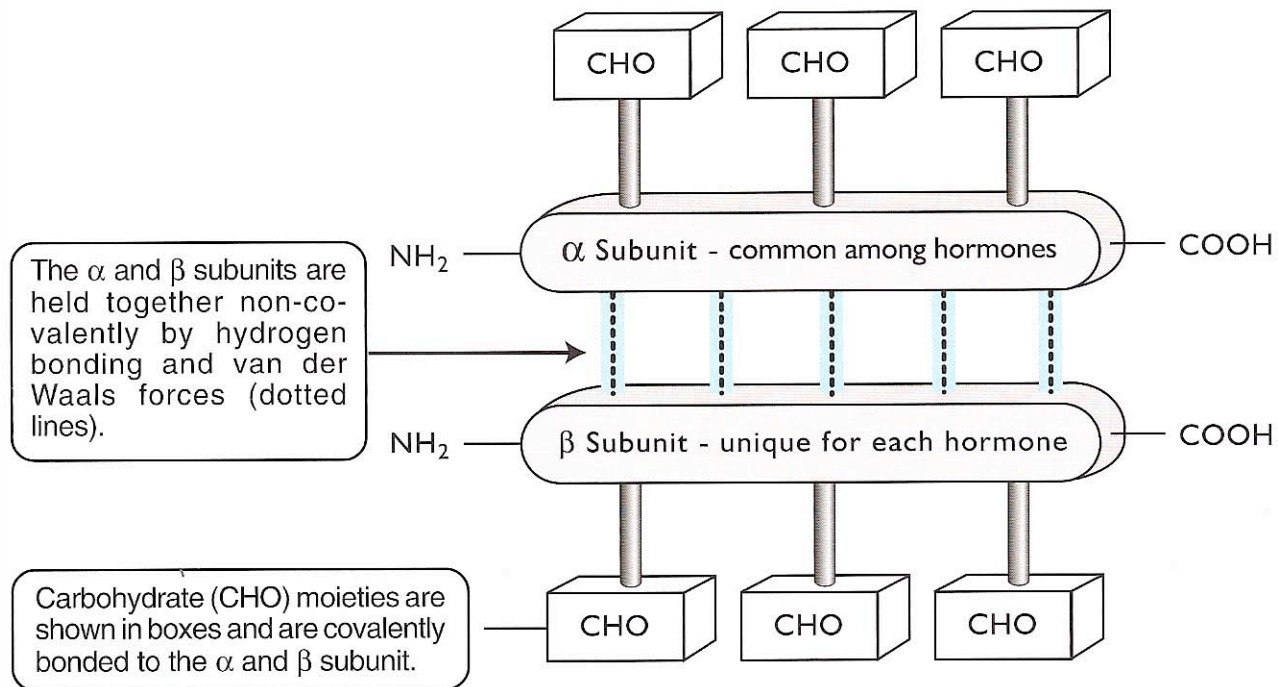 CHO CHO CHO
NH₂ α Subunit - common among hormones COOH
The α and β subunits are
held together non-co-
valently by hydrogen
bonding and van der
Waals forces (dotted
lines).
NH₂ β Subunit - unique for each hormone COOH
Carbohydrate (CHO) moieties are
shown in boxes and are covalently
bonded to the α and β subunit.
CHO CHO CHO